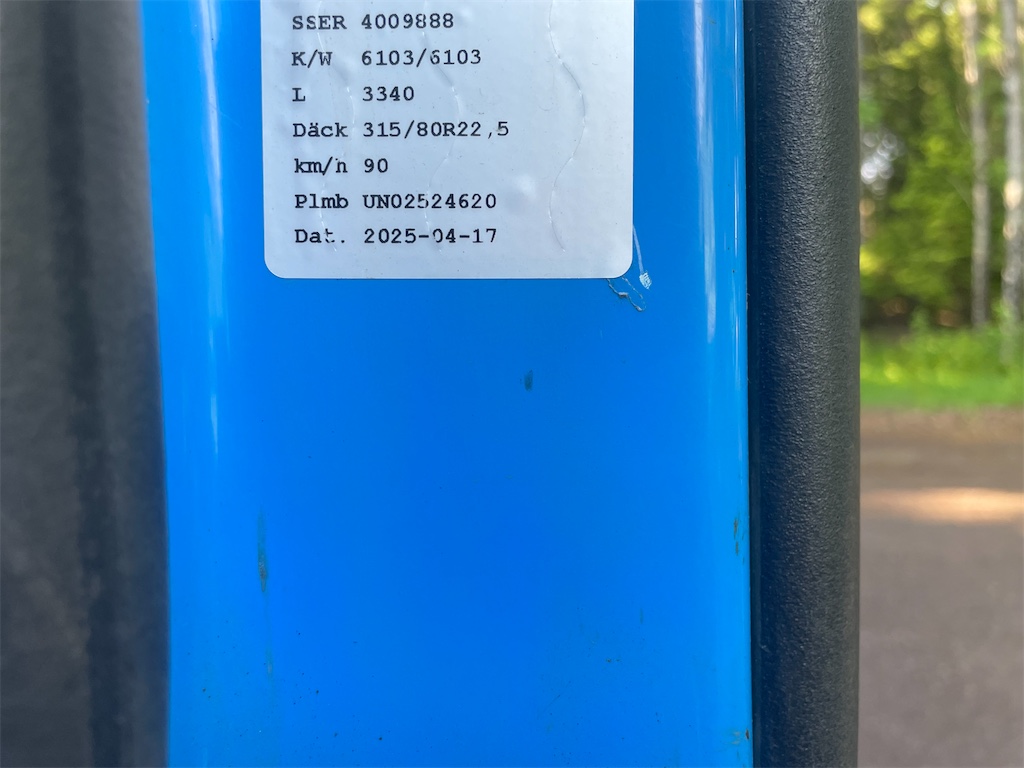 SSER 4009888
K/W 6103/6103
L 3340
Däck 315/80R22,5
km/h 90
Plmb UN02524620
Dat. 2025-04-17